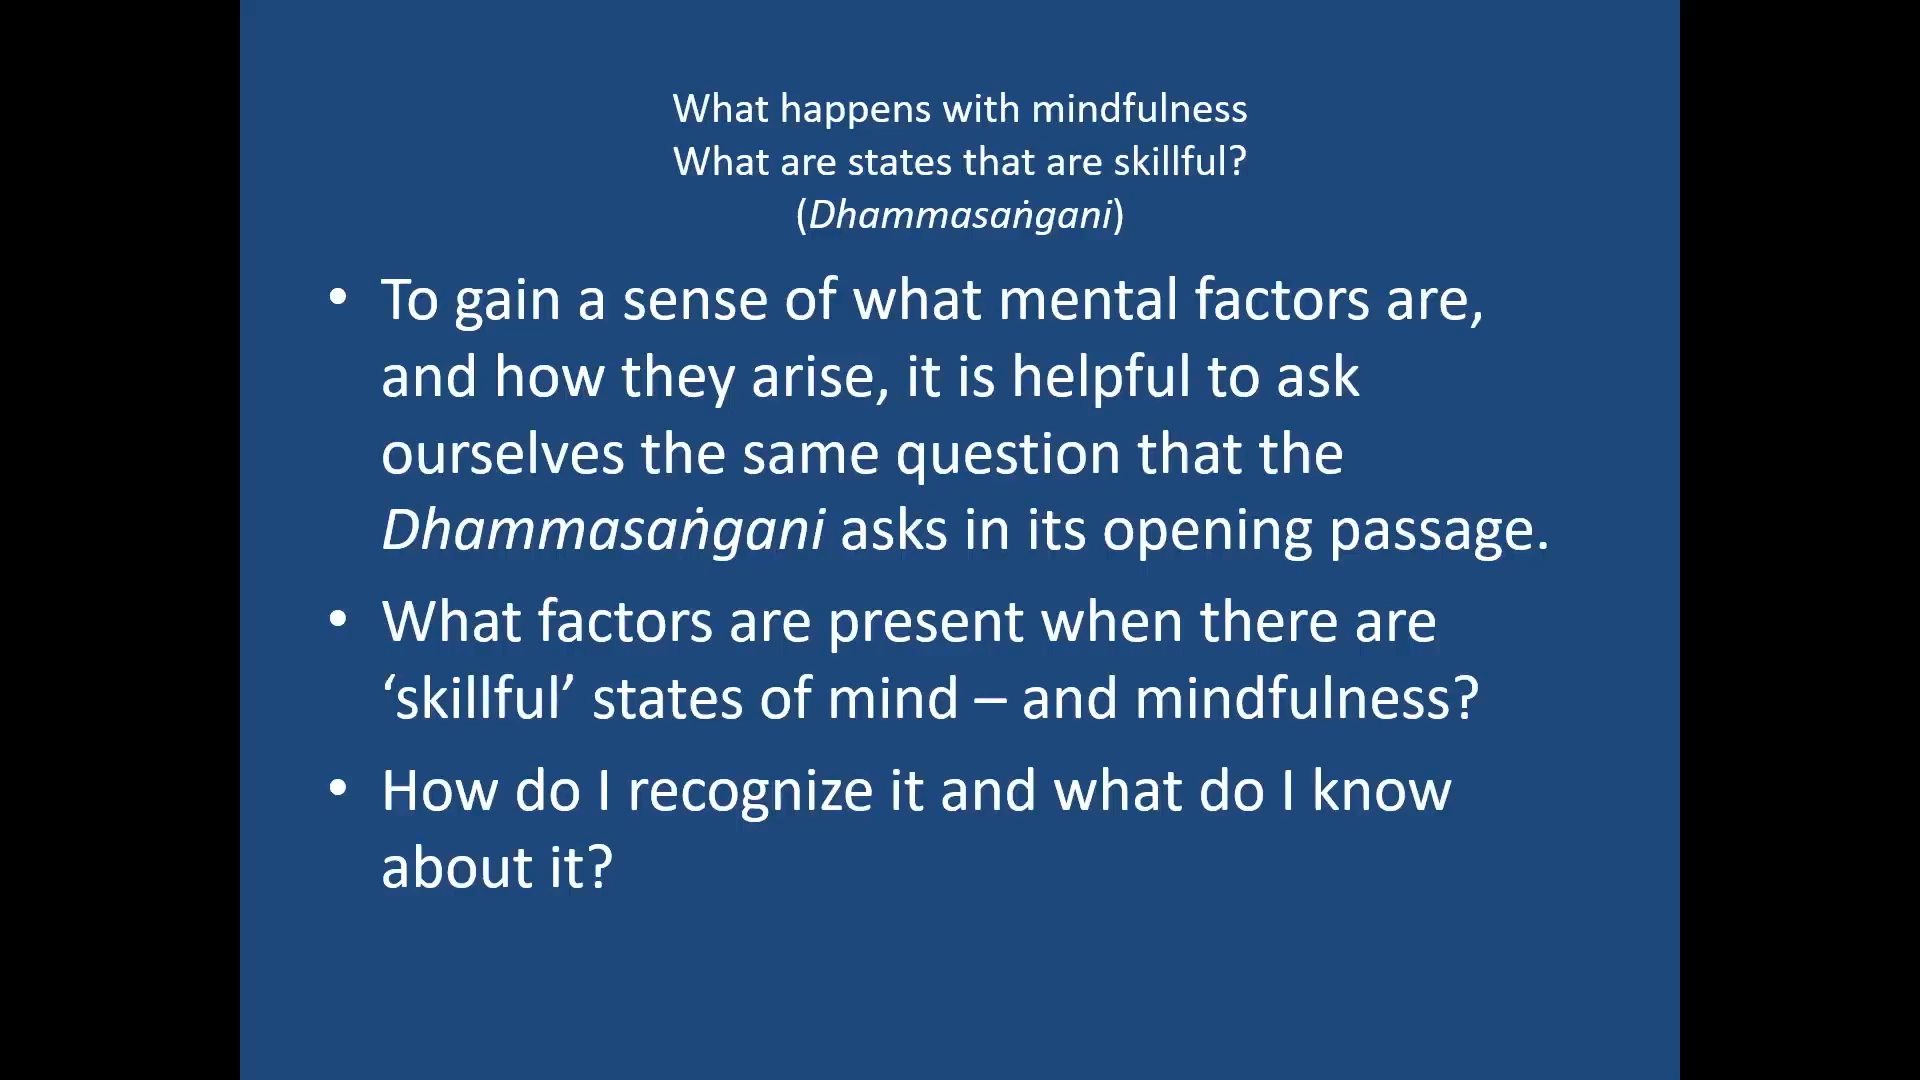 What happens with mindfulness
What are states that are skillful?
(Dhammasaṅgani)
• To gain a sense of what mental factors are,
and how they arise, it is helpful to ask
ourselves the same question that the
Dhammasaṅgani asks in its opening passage.
• What factors are present when there are
‘skillful’ states of mind – and mindfulness?
• How do I recognize it and what do I know
about it?